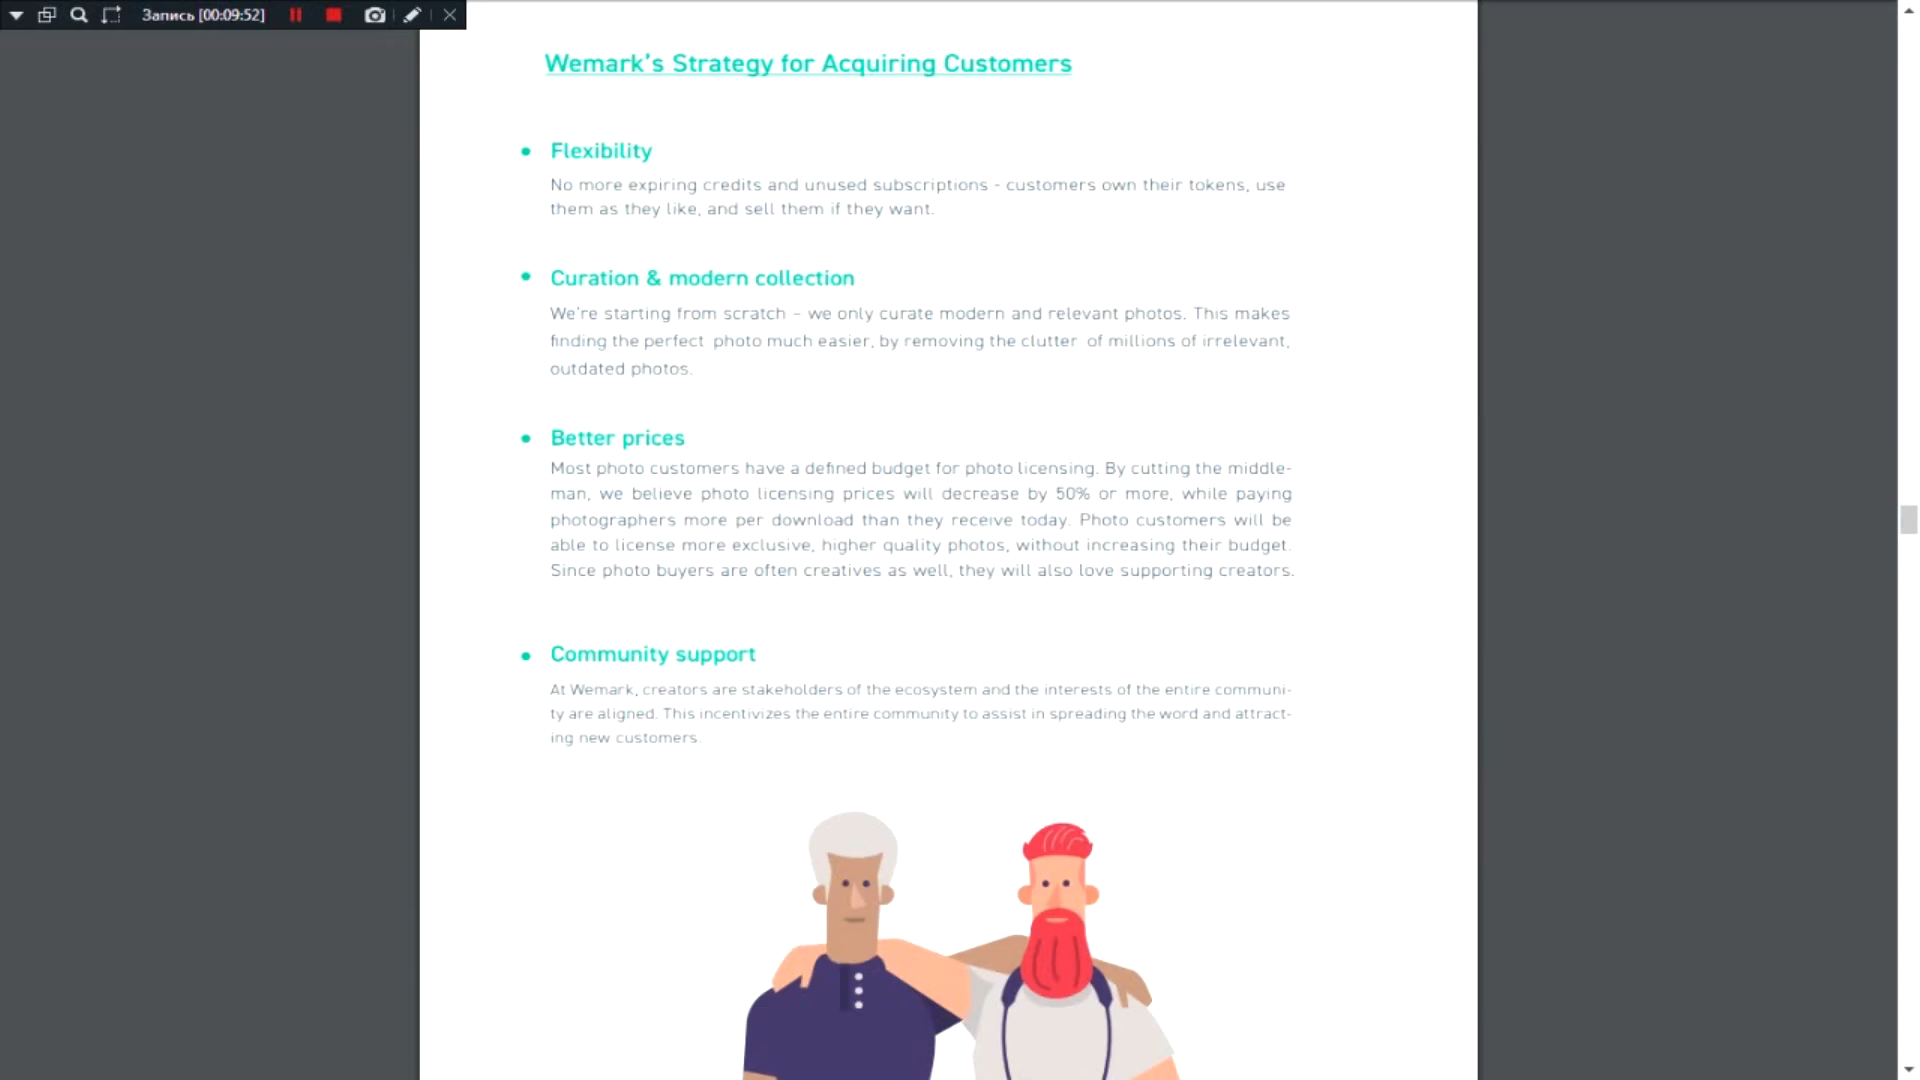 Запись [00:09:52]
Wemark's Strategy for Acquiring Customers
• Flexibility
No more expiring credits and unused subscriptions - customers own their tokens, use
them as they like, and sell them if they want.
• Curation & modern collection
We're starting from scratch – we only curate modern and relevant photos. This makes
finding the perfect photo much easier, by removing the clutter of millions of irrelevant,
outdated photos.
• Better prices
Most photo customers have a defined budget for photo licensing. By cutting the middle-
man, we believe photo licensing prices will decrease by 50% or more, while paying
photographers more per download than they receive today. Photo customers will be
able to license more exclusive, higher quality photos, without increasing their budget.
Since photo buyers are often creatives as well, they will also love supporting creators.
• Community support
At Wemark, creators are stakeholders of the ecosystem and the interests of the entire communi-
ty are aligned. This incentivizes the entire community to assist in spreading the word and attract-
ing new customers.